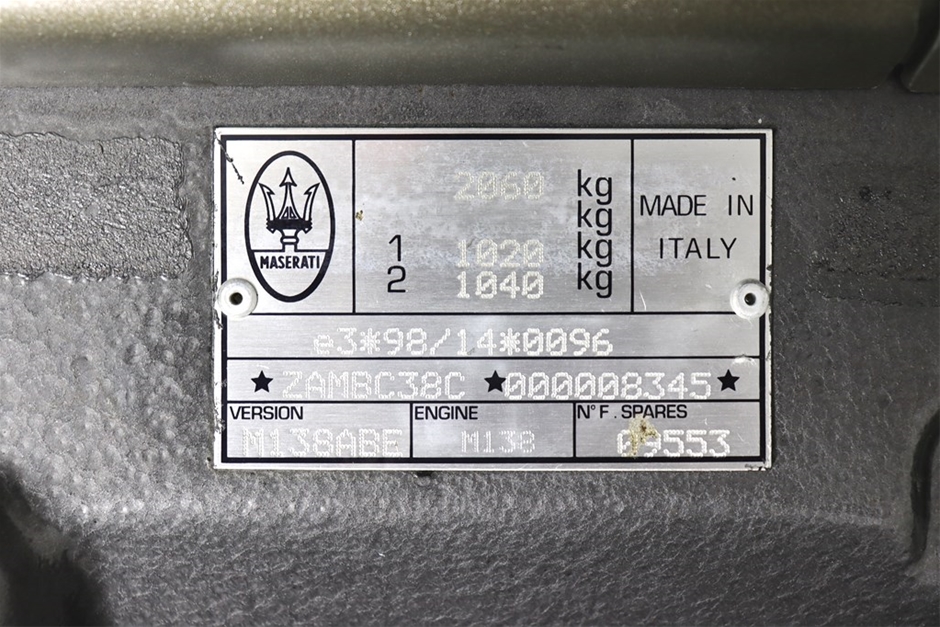 MASERATI
2060 kg
kg
1 1020 kg
2 1040 kg
MADE IN
ITALY
e3*98/14*0096
★ZAMBC38C ★000008345★
VERSION
M138ABE
ENGINE
M138
N° F. SPARES
09553